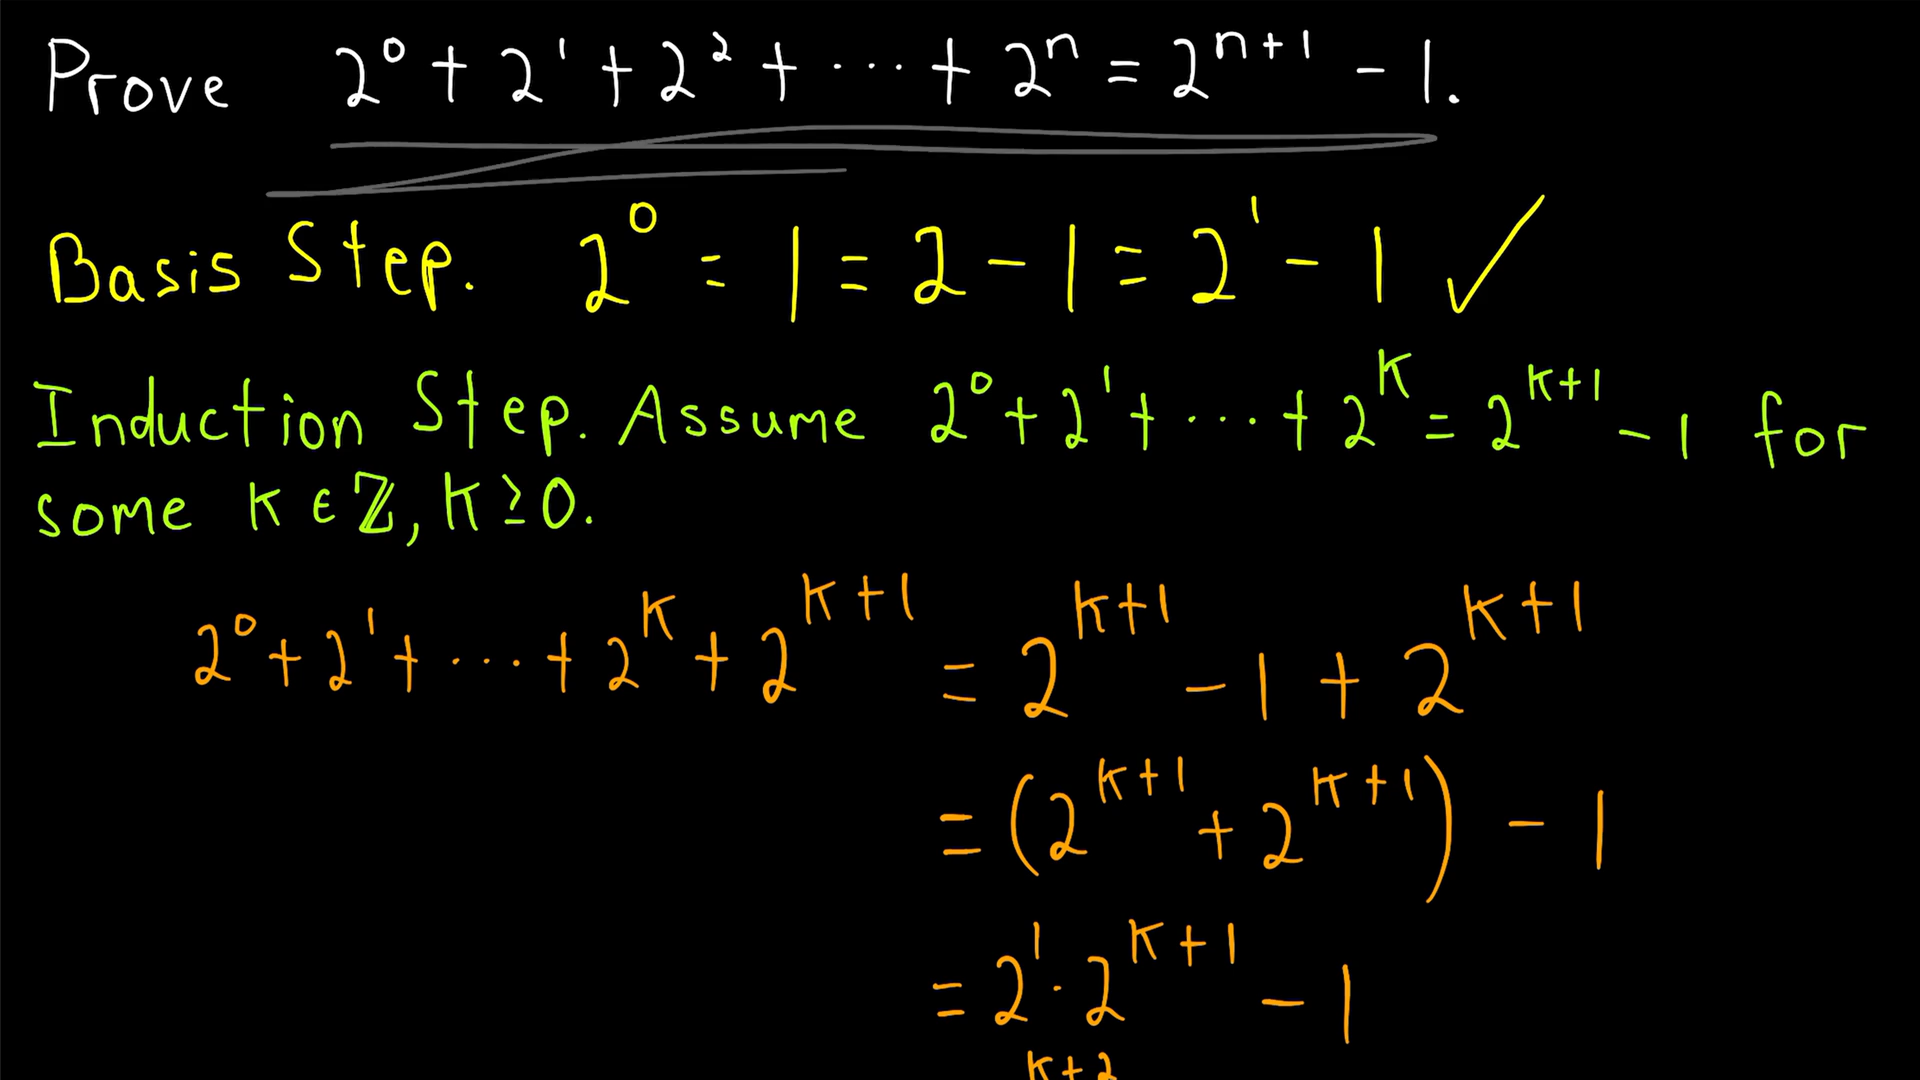 Prove 2⁰ + 2¹ + 2² + ··· + 2ⁿ = 2ⁿ⁺¹ - 1.
Basis Step. 2⁰ = 1 = 2 - 1 = 2¹ - 1 ✓
Induction Step. Assume 2⁰ + 2¹ + ··· + 2ᴷ = 2ᴷ⁺¹ - 1 for
some K ∈ ℤ, K ≥ 0.
2⁰ + 2¹ + ··· + 2ᴷ + 2ᴷ⁺¹ = 2ᴷ⁺¹ - 1 + 2ᴷ⁺¹
= (2ᴷ⁺¹ + 2ᴷ⁺¹) - 1
= 2¹ · 2ᴷ⁺¹ - 1
K+2